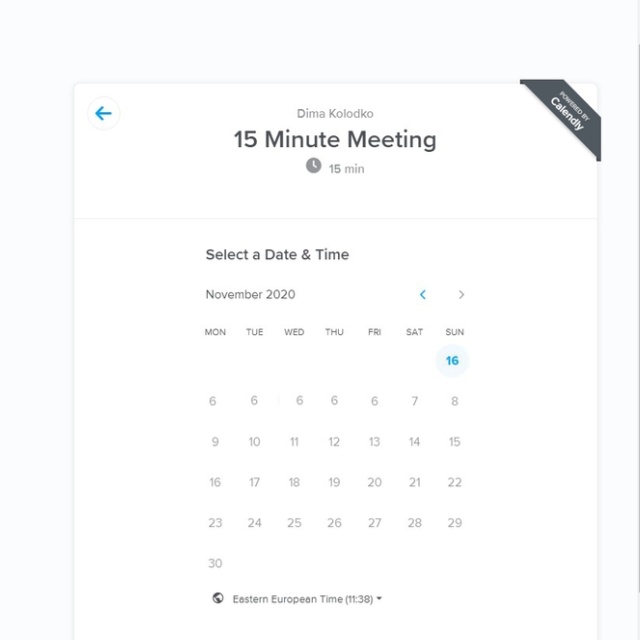 Dima Kolodko
POWERED BY
Calendly
15 Minute Meeting
15 min
Select a Date & Time
November 2020
MON TUE WED THU FRI SAT SUN
16
6 6 6 6 6 7 8
9 10 11 12 13 14 15
16 17 18 19 20 21 22
23 24 25 26 27 28 29
30
Eastern European Time (11:38)